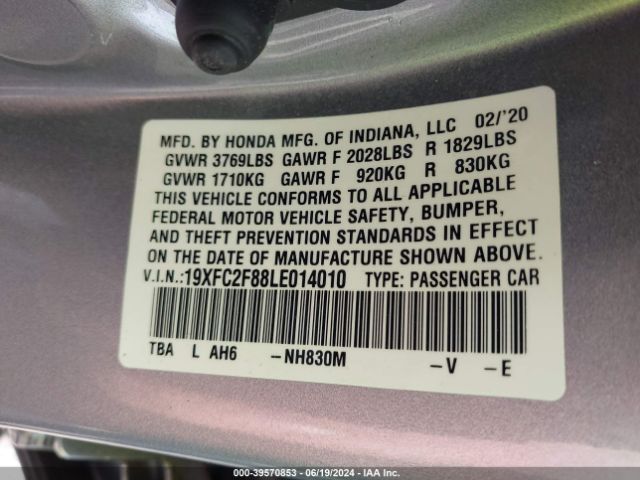 MFD. BY HONDA MFG. OF INDIANA, LLC 02/'20
GVWR 3769LBS GAWR F 2028LBS R 1829LBS
GVWR 1710KG GAWR F 920KG R 830KG
THIS VEHICLE CONFORMS TO ALL APPLICABLE
FEDERAL MOTOR VEHICLE SAFETY, BUMPER,
AND THEFT PREVENTION STANDARDS IN EFFECT
ON THE DATE OF MANUFACTURE SHOWN ABOVE.
V.I.N.:19XFC2F88LE014010 TYPE: PASSENGER CAR
TBA L AH6 –NH830M –V –E
000-39570853 - 06/19/2024 - IAA Inc.